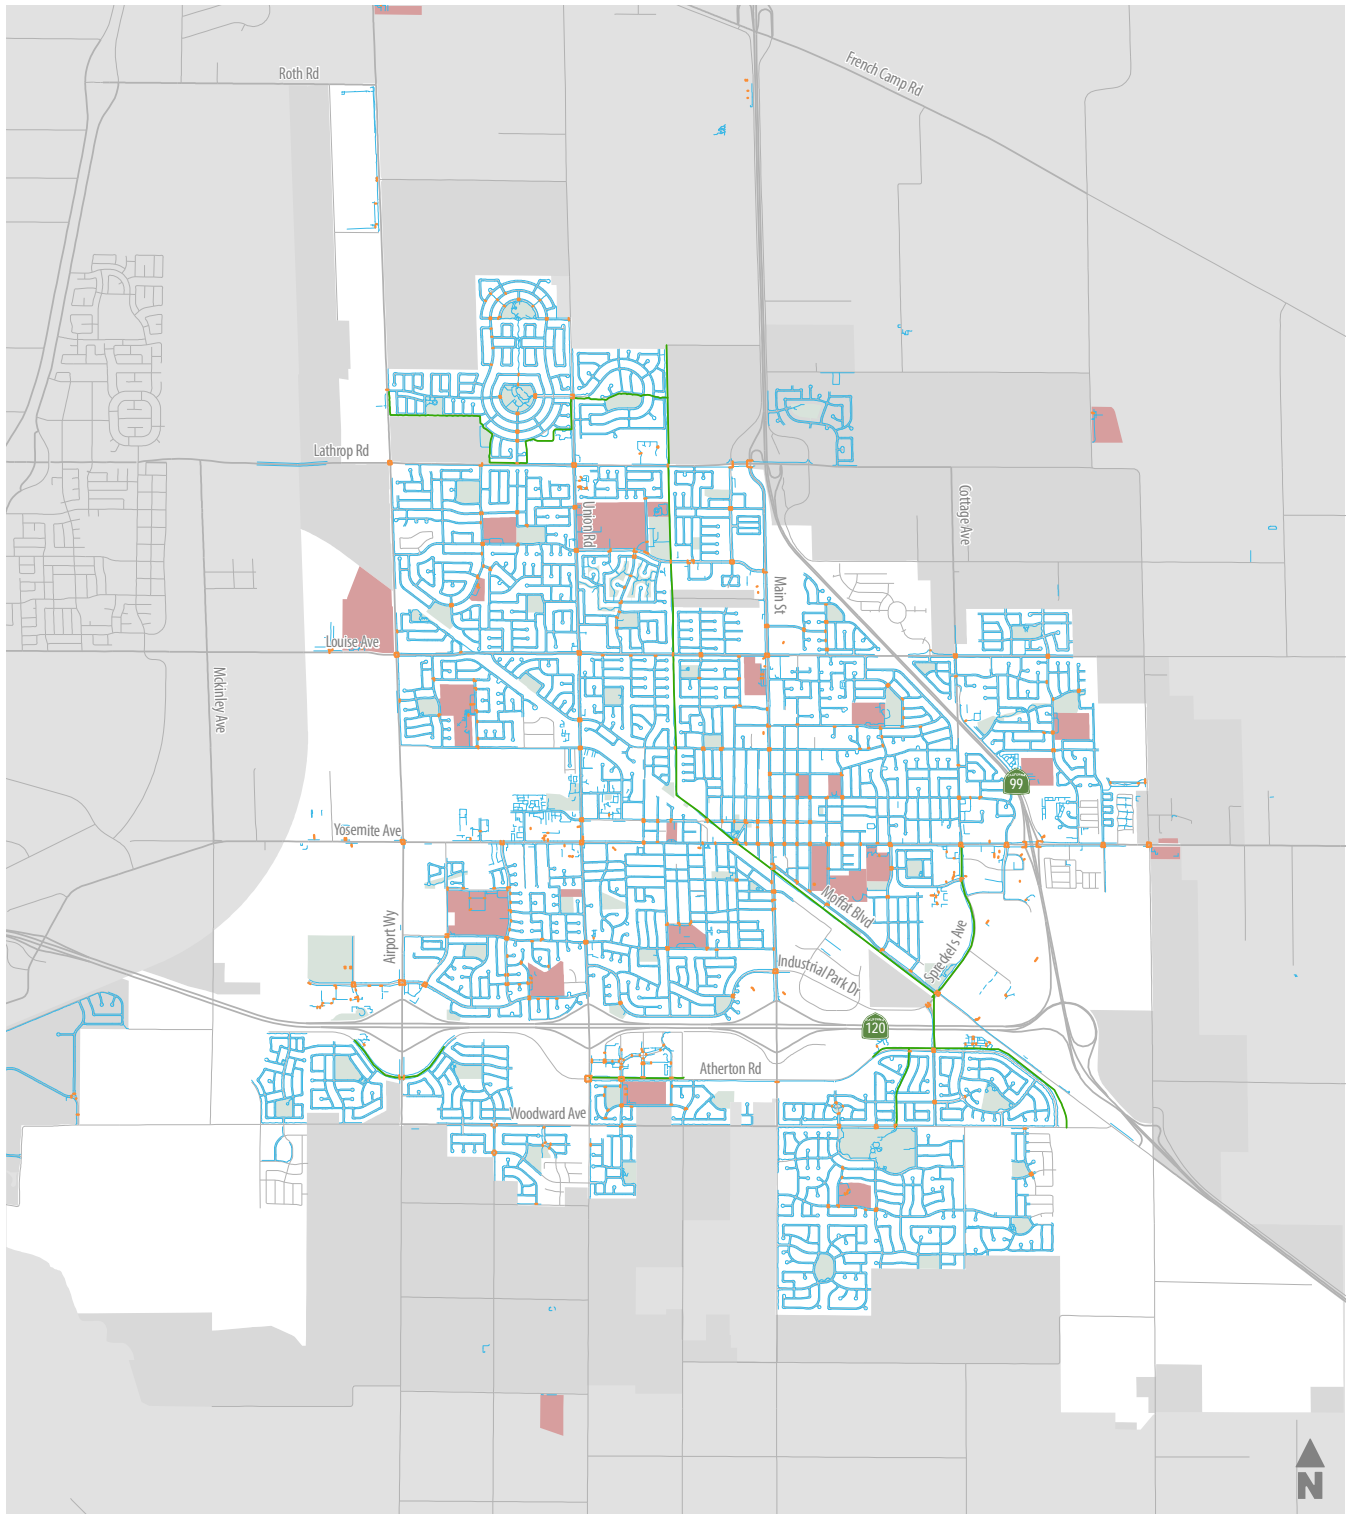 Roth Rd
French Camp Rd
Lathrop Rd
Union Rd
Cottage Ave
Main St
Louise Ave
Mckinley Ave
99
Yosemite Ave
Airport Wy
Moffat Blvd
Spreckels Ave
Industrial Park Dr
120
Atherton Rd
Woodward Ave
N